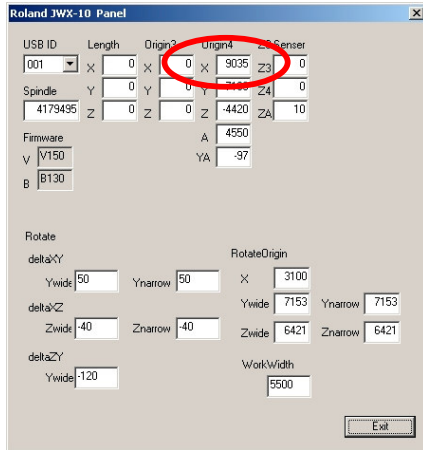 Roland JWX-10 Panel
USB ID Length Origin3 Origin4 Senser
001 X 0 X 0 X 9035 Z3 0
Spindle Y 0 Y 0 Y Z4 0
4179495 Z 0 Z 0 Z -4420 ZA 10
Firmware A 4550
V V150 YA -97
B B130
Rotate
deltaXY RotateOrigin
Ywide 50 Ynarrow 50 X 3100
deltaXZ Ywide 7153 Ynarrow 7153
Zwide -40 Znarrow -40 Zwide 6421 Znarrow 6421
deltaZY WorkWidth
Ywide -120 5500
Exit